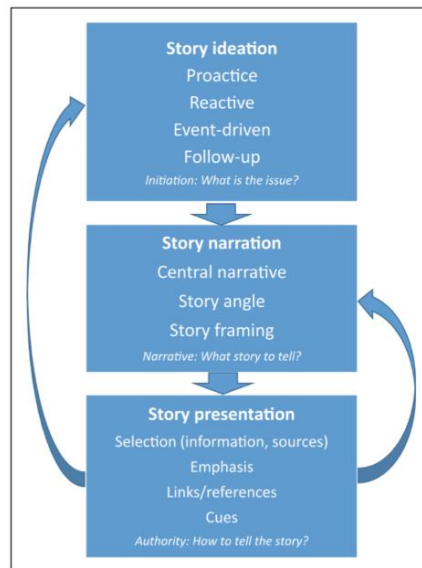 Story ideation
Proactice
Reactive
Event-driven
Follow-up
Initiation: What is the issue?
Story narration
Central narrative
Story angle
Story framing
Narrative: What story to tell?
Story presentation
Selection (information, sources)
Emphasis
Links/references
Cues
Authority: How to tell the story?